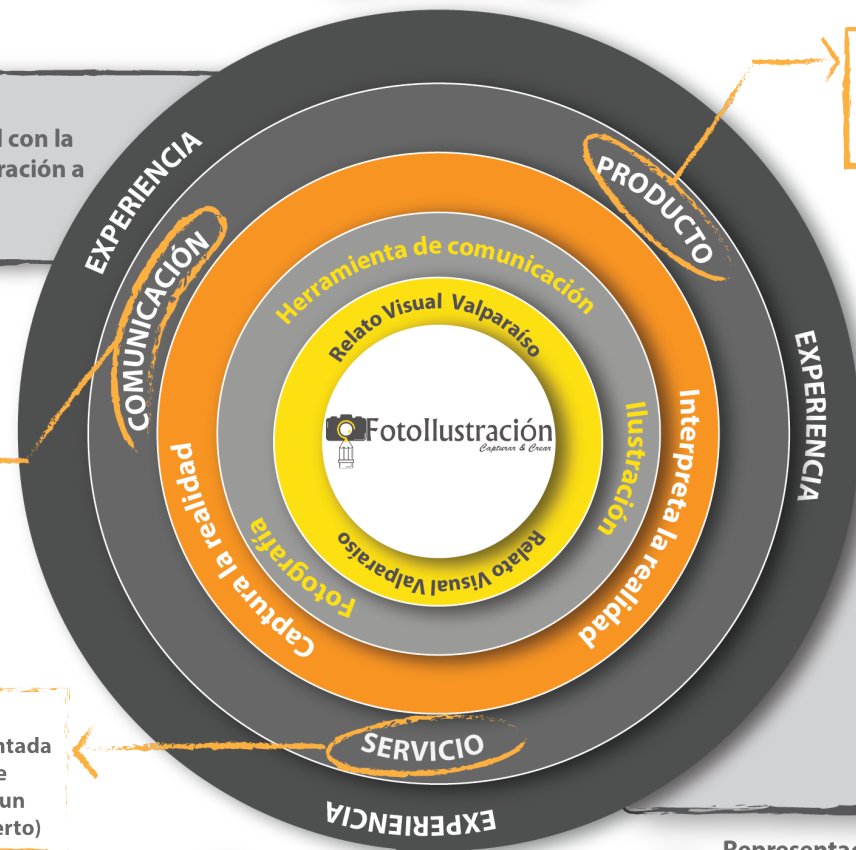 l con la
ración a
EXPERIENCIA
COMUNICACIÓN
PRODUCTO
EXPERIENCIA
Herramienta de comunicación
Relato Visual Valparaíso
FotoIlustración
Capturar & Crear
Ilustración
Interpreta la realidad
Fotografía
Captura la realidad
Relato Visual Valparaíso
SERVICIO
EXPERIENCIA
ntada
e
un
erto)
Representac